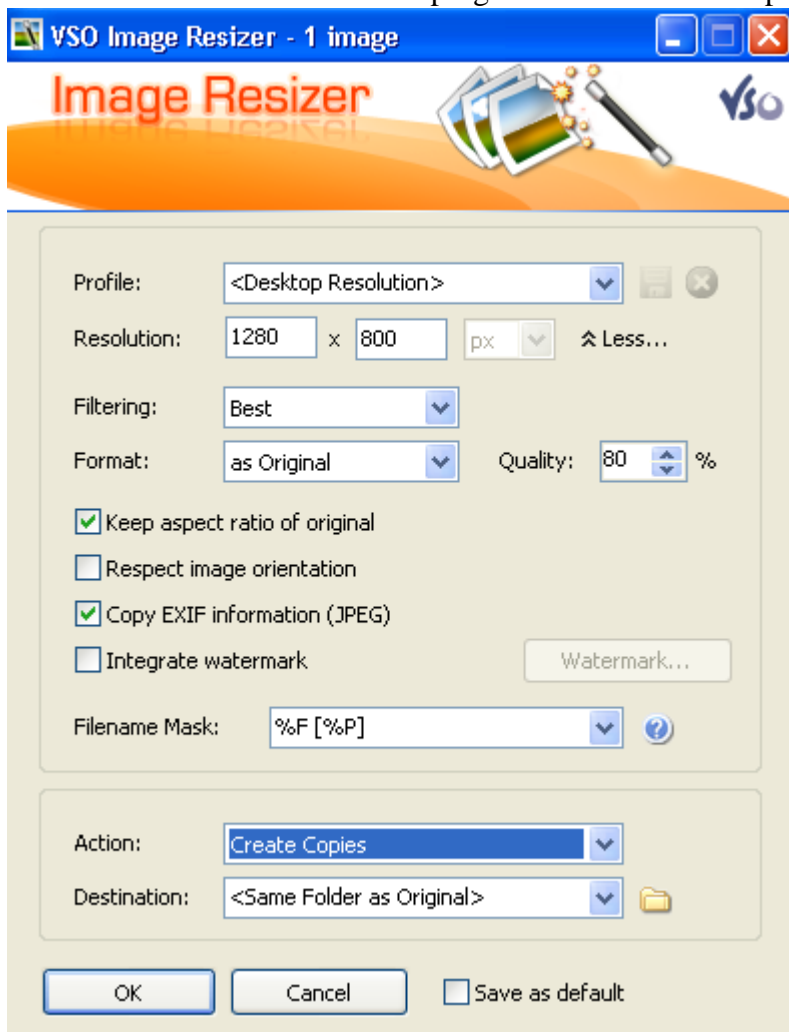 VSO Image Resizer - 1 image
Image Resizer
VSO
Profile: <Desktop Resolution>
Resolution: 1280 x 800 px Less...
Filtering: Best
Format: as Original Quality: 80 %
Keep aspect ratio of original
Respect image orientation
Copy EXIF information (JPEG)
Integrate watermark Watermark...
Filename Mask: %F [%P]
Action: Create Copies
Destination: <Same Folder as Original>
OK Cancel Save as default